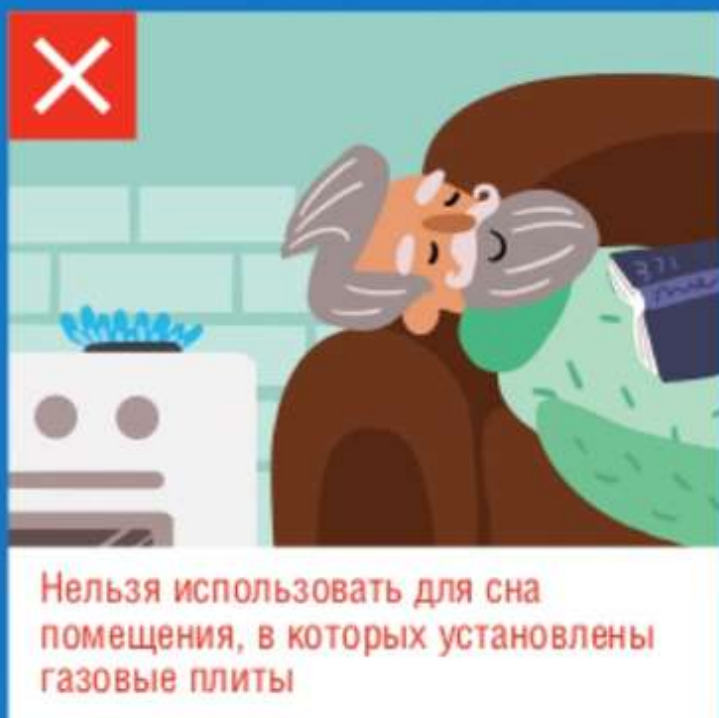 Нельзя использовать для сна
помещения, в которых установлены
газовые плиты